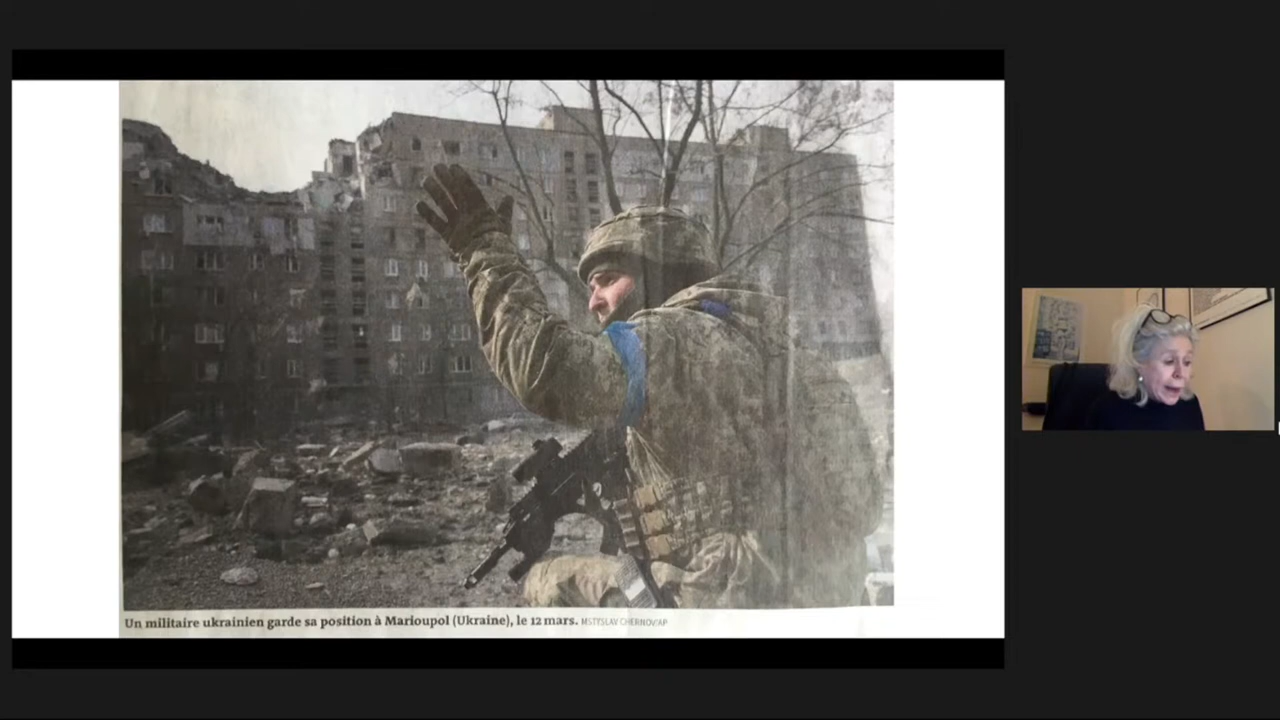 Un militaire ukrainien garde sa position à Marioupol (Ukraine), le 12 mars. MSTYSLAV CHERNOV/AP